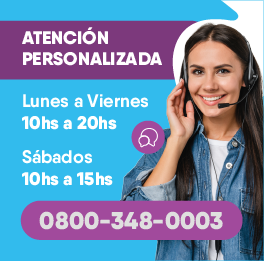 ATENCIÓN
PERSONALIZADA
Lunes a Viernes
10hs a 20hs
Sábados
10hs a 15hs
0800-348-0003